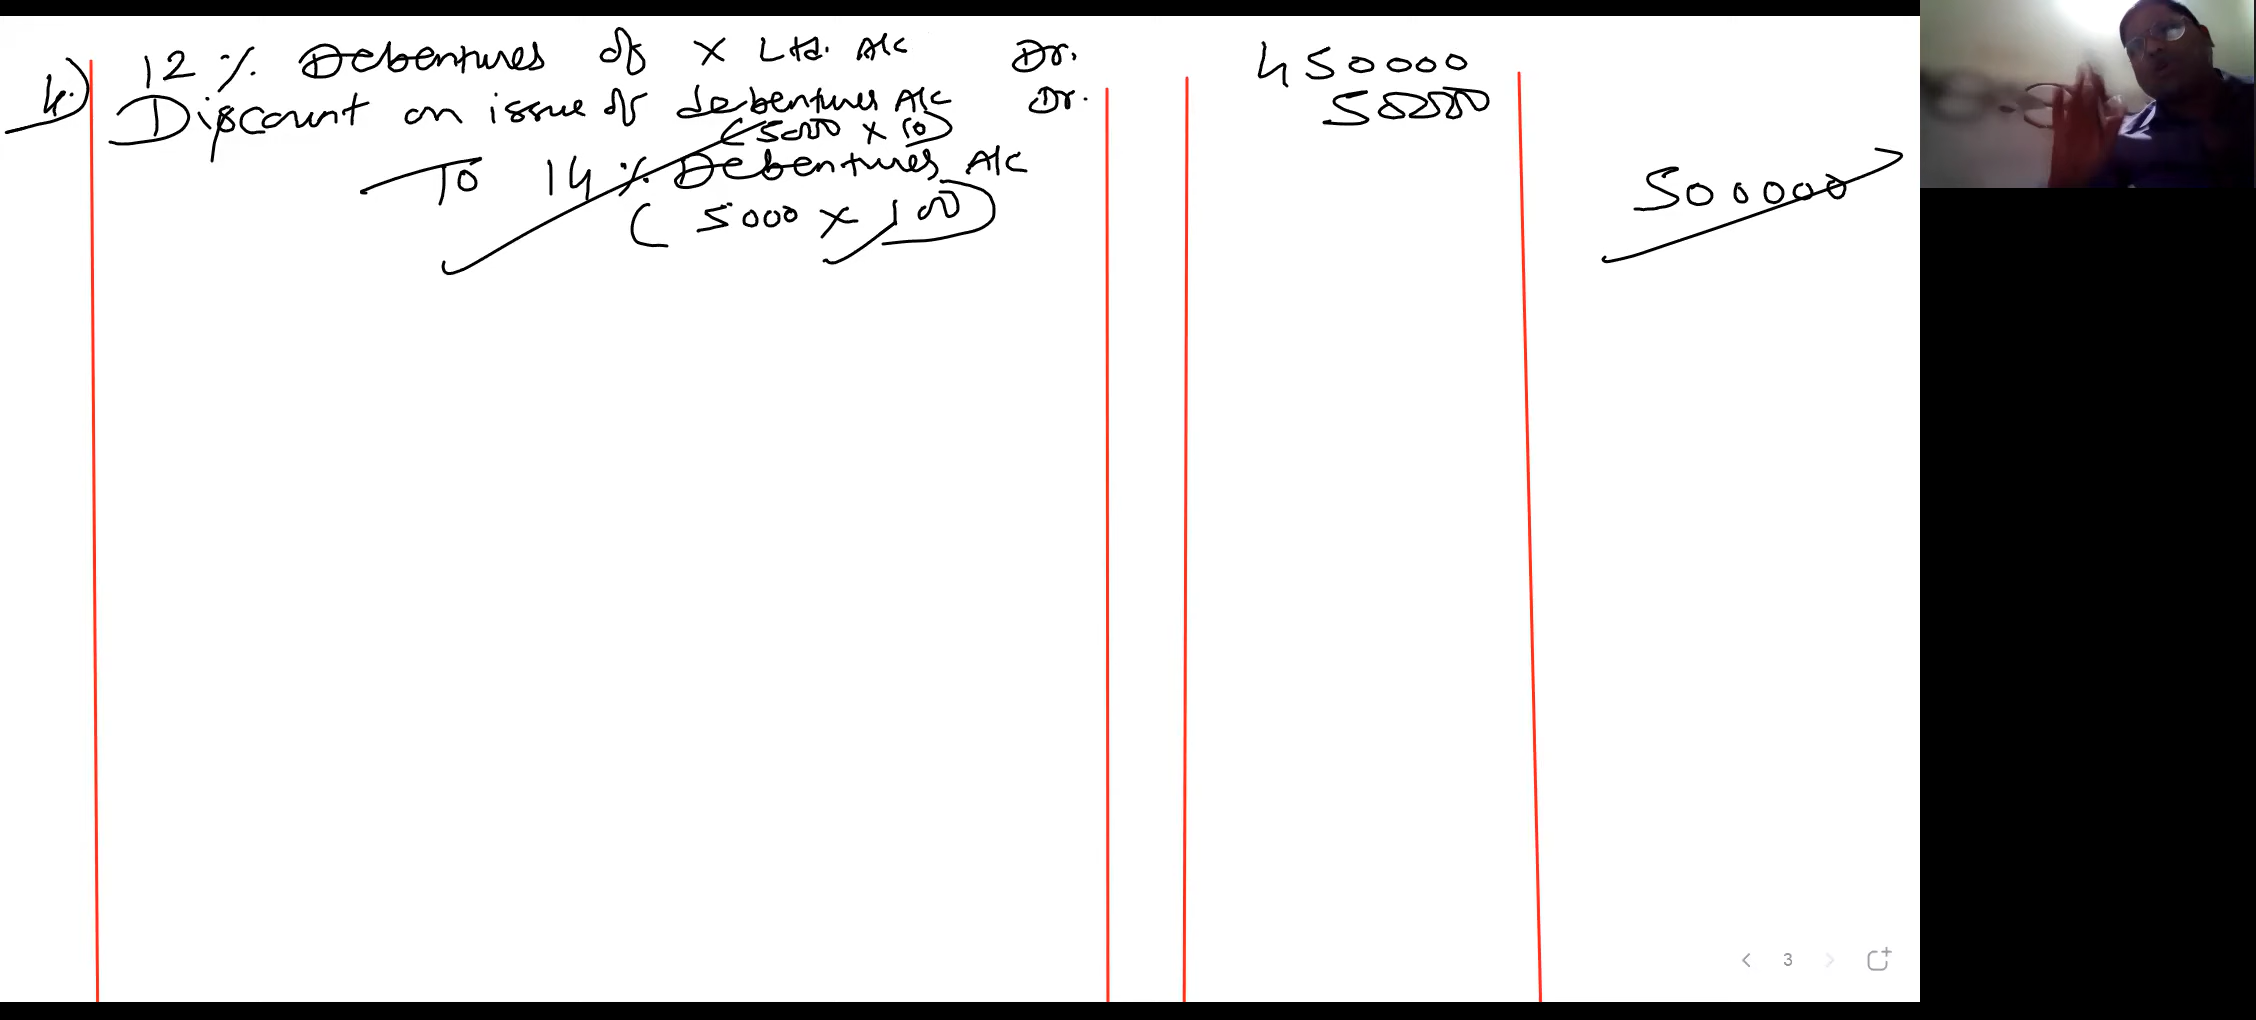 4.) 12 % Debentures of X Ltd. A/c Dr. 450000
Discount on issue of debentures A/c Dr. 50000
(5000 x 10)
To 14 % Debentures A/c 500000
(5000 x 100)
3